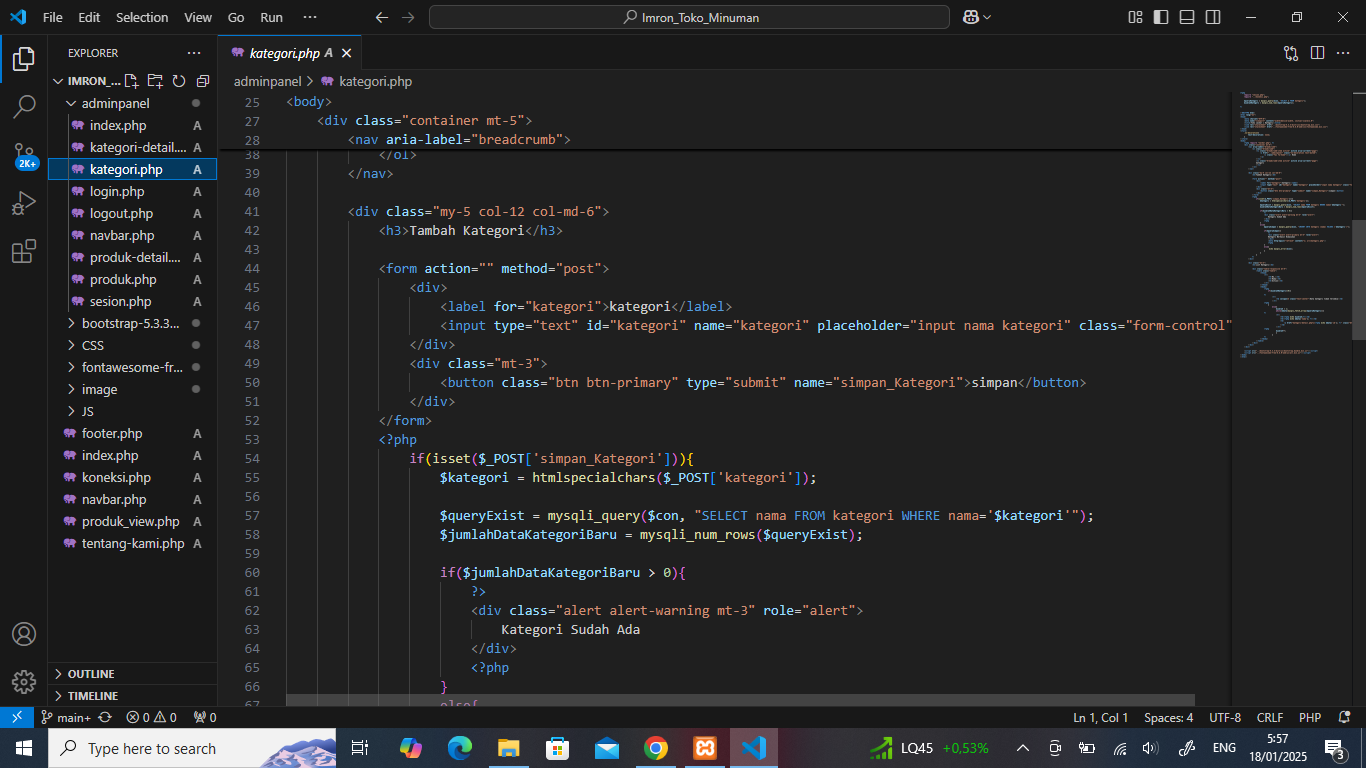 File Edit Selection View Go Run ··· Imron_Toko_Minuman
EXPLORER ···
IMRON_...
adminpanel
index.php A
kategori-detail.... A
kategori.php A
login.php A
logout.php A
navbar.php A
produk-detail.... A
produk.php A
sesion.php A
bootstrap-5.3.3...
CSS
fontawesome-fr...
image
JS
footer.php A
index.php A
koneksi.php A
navbar.php A
produk_view.php A
tentang-kami.php A
OUTLINE
TIMELINE
2K+
kategori.php A
adminpanel > kategori.php
25 <body>
27 <div class="container mt-5">
28 <nav aria-label="breadcrumb">
38 </ol>
39 </nav>
40
41 <div class="my-5 col-12 col-md-6">
42 <h3>Tambah Kategori</h3>
43
44 <form action="" method="post">
45 <div>
46 <label for="kategori">kategori</label>
47 <input type="text" id="kategori" name="kategori" placeholder="input nama kategori" class="form-control"
48 </div>
49 <div class="mt-3">
50 <button class="btn btn-primary" type="submit" name="simpan_Kategori">simpan</button>
51 </div>
52 </form>
53 <?php
54 if(isset($_POST['simpan_Kategori'])){
55 $kategori = htmlspecialchars($_POST['kategori']);
56
57 $queryExist = mysqli_query($con, "SELECT nama FROM kategori WHERE nama='$kategori'");
58 $jumlahDataKategoriBaru = mysqli_num_rows($queryExist);
59
60 if($jumlahDataKategoriBaru > 0){
61 ?>
62 <div class="alert alert-warning mt-3" role="alert">
63 Kategori Sudah Ada
64 </div>
65 <?php
66 }
67 else{
main+ 0 0 0 Ln 1, Col 1 Spaces: 4 UTF-8 CRLF PHP
Type here to search LQ45 +0,53% ENG 5:57
18/01/2025 3